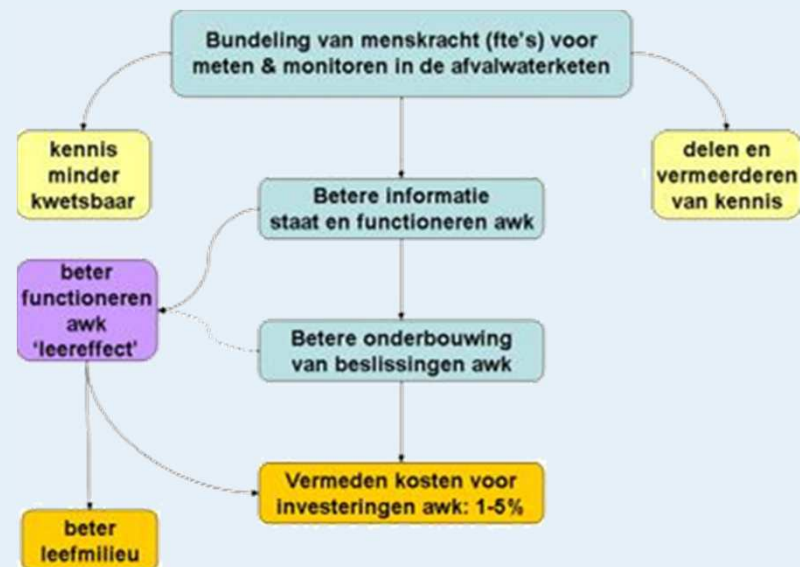 Bundeling van menskracht (fte's) voor
meten & monitoren in de afvalwaterketen
kennis
minder
kwetsbaar
delen en
vermeerderen
van kennis
Betere informatie
staat en functioneren awk
beter
functioneren
awk
'leereffect'
Betere onderbouwing
van beslissingen awk
Vermeden kosten voor
investeringen awk: 1-5%
beter
leefmilieu